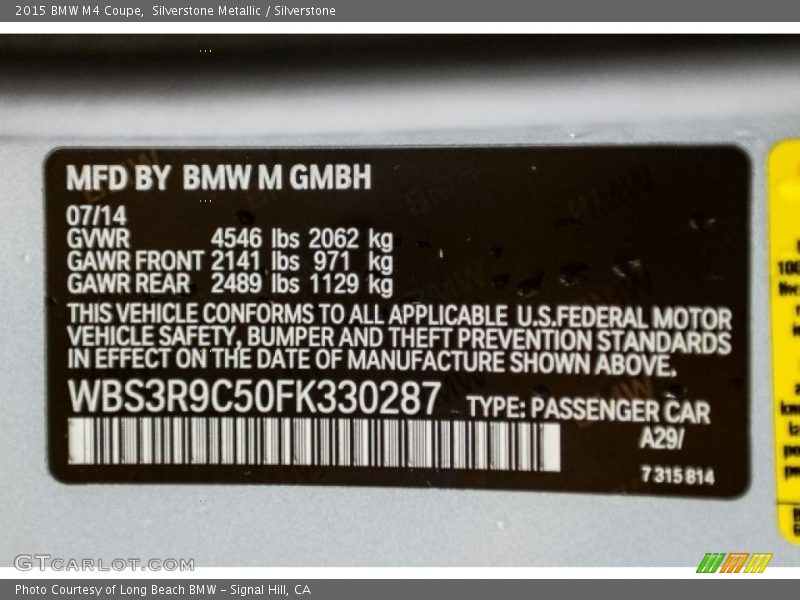 2015 BMW M4 Coupe, Silverstone Metallic / Silverstone
MFD BY BMW M GMBH
07/14
GVWR 4546 lbs 2062 kg
GAWR FRONT 2141 lbs 971 kg
GAWR REAR 2489 lbs 1129 kg
THIS VEHICLE CONFORMS TO ALL APPLICABLE U.S.FEDERAL MOTOR
VEHICLE SAFETY, BUMPER AND THEFT PREVENTION STANDARDS
IN EFFECT ON THE DATE OF MANUFACTURE SHOWN ABOVE.
WBS3R9C50FK330287 TYPE: PASSENGER CAR
A29/
7 315 814
GTCARLOT.COM
Photo Courtesy of Long Beach BMW - Signal Hill, CA